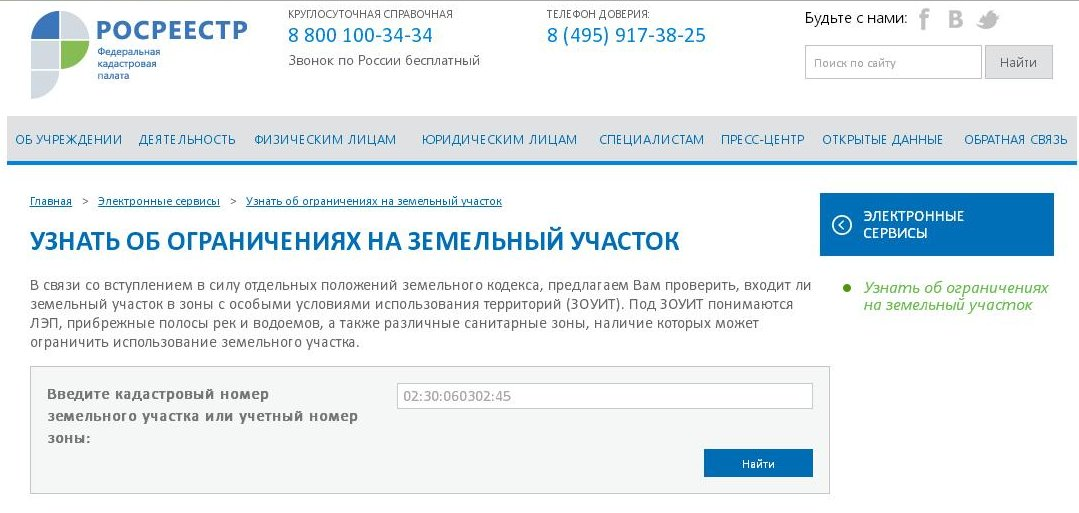 РОСРЕЕСТР
Федеральная
кадастровая
палата
КРУГЛОСУТОЧНАЯ СПРАВОЧНАЯ
8 800 100-34-34
Звонок по России бесплатный
ТЕЛЕФОН ДОВЕРИЯ:
8 (495) 917-38-25
Будьте с нами:
Поиск по сайту
Найти
ОБ УЧРЕЖДЕНИИ ДЕЯТЕЛЬНОСТЬ ФИЗИЧЕСКИМ ЛИЦАМ ЮРИДИЧЕСКИМ ЛИЦАМ СПЕЦИАЛИСТАМ ПРЕСС-ЦЕНТР ОТКРЫТЫЕ ДАННЫЕ ОБРАТНАЯ СВЯЗЬ
Главная > Электронные сервисы > Узнать об ограничениях на земельный участок
УЗНАТЬ ОБ ОГРАНИЧЕНИЯХ НА ЗЕМЕЛЬНЫЙ УЧАСТОК
В связи со вступлением в силу отдельных положений земельного кодекса, предлагаем Вам проверить, входит ли
земельный участок в зоны с особыми условиями использования территорий (ЗОУИТ). Под ЗОУИТ понимаются
ЛЭП, прибрежные полосы рек и водоемов, а также различные санитарные зоны, наличие которых может
ограничить использование земельного участка.
Введите кадастровый номер
земельного участка или учетный номер
зоны:
02:30:060302:45
Найти
ЭЛЕКТРОННЫЕ
СЕРВИСЫ
Узнать об ограничениях
на земельный участок